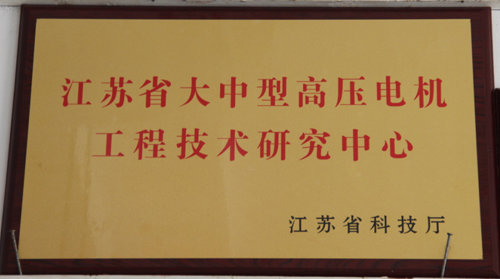 江苏省大中型高压电机
工程技术研究中心
江苏省科技厅